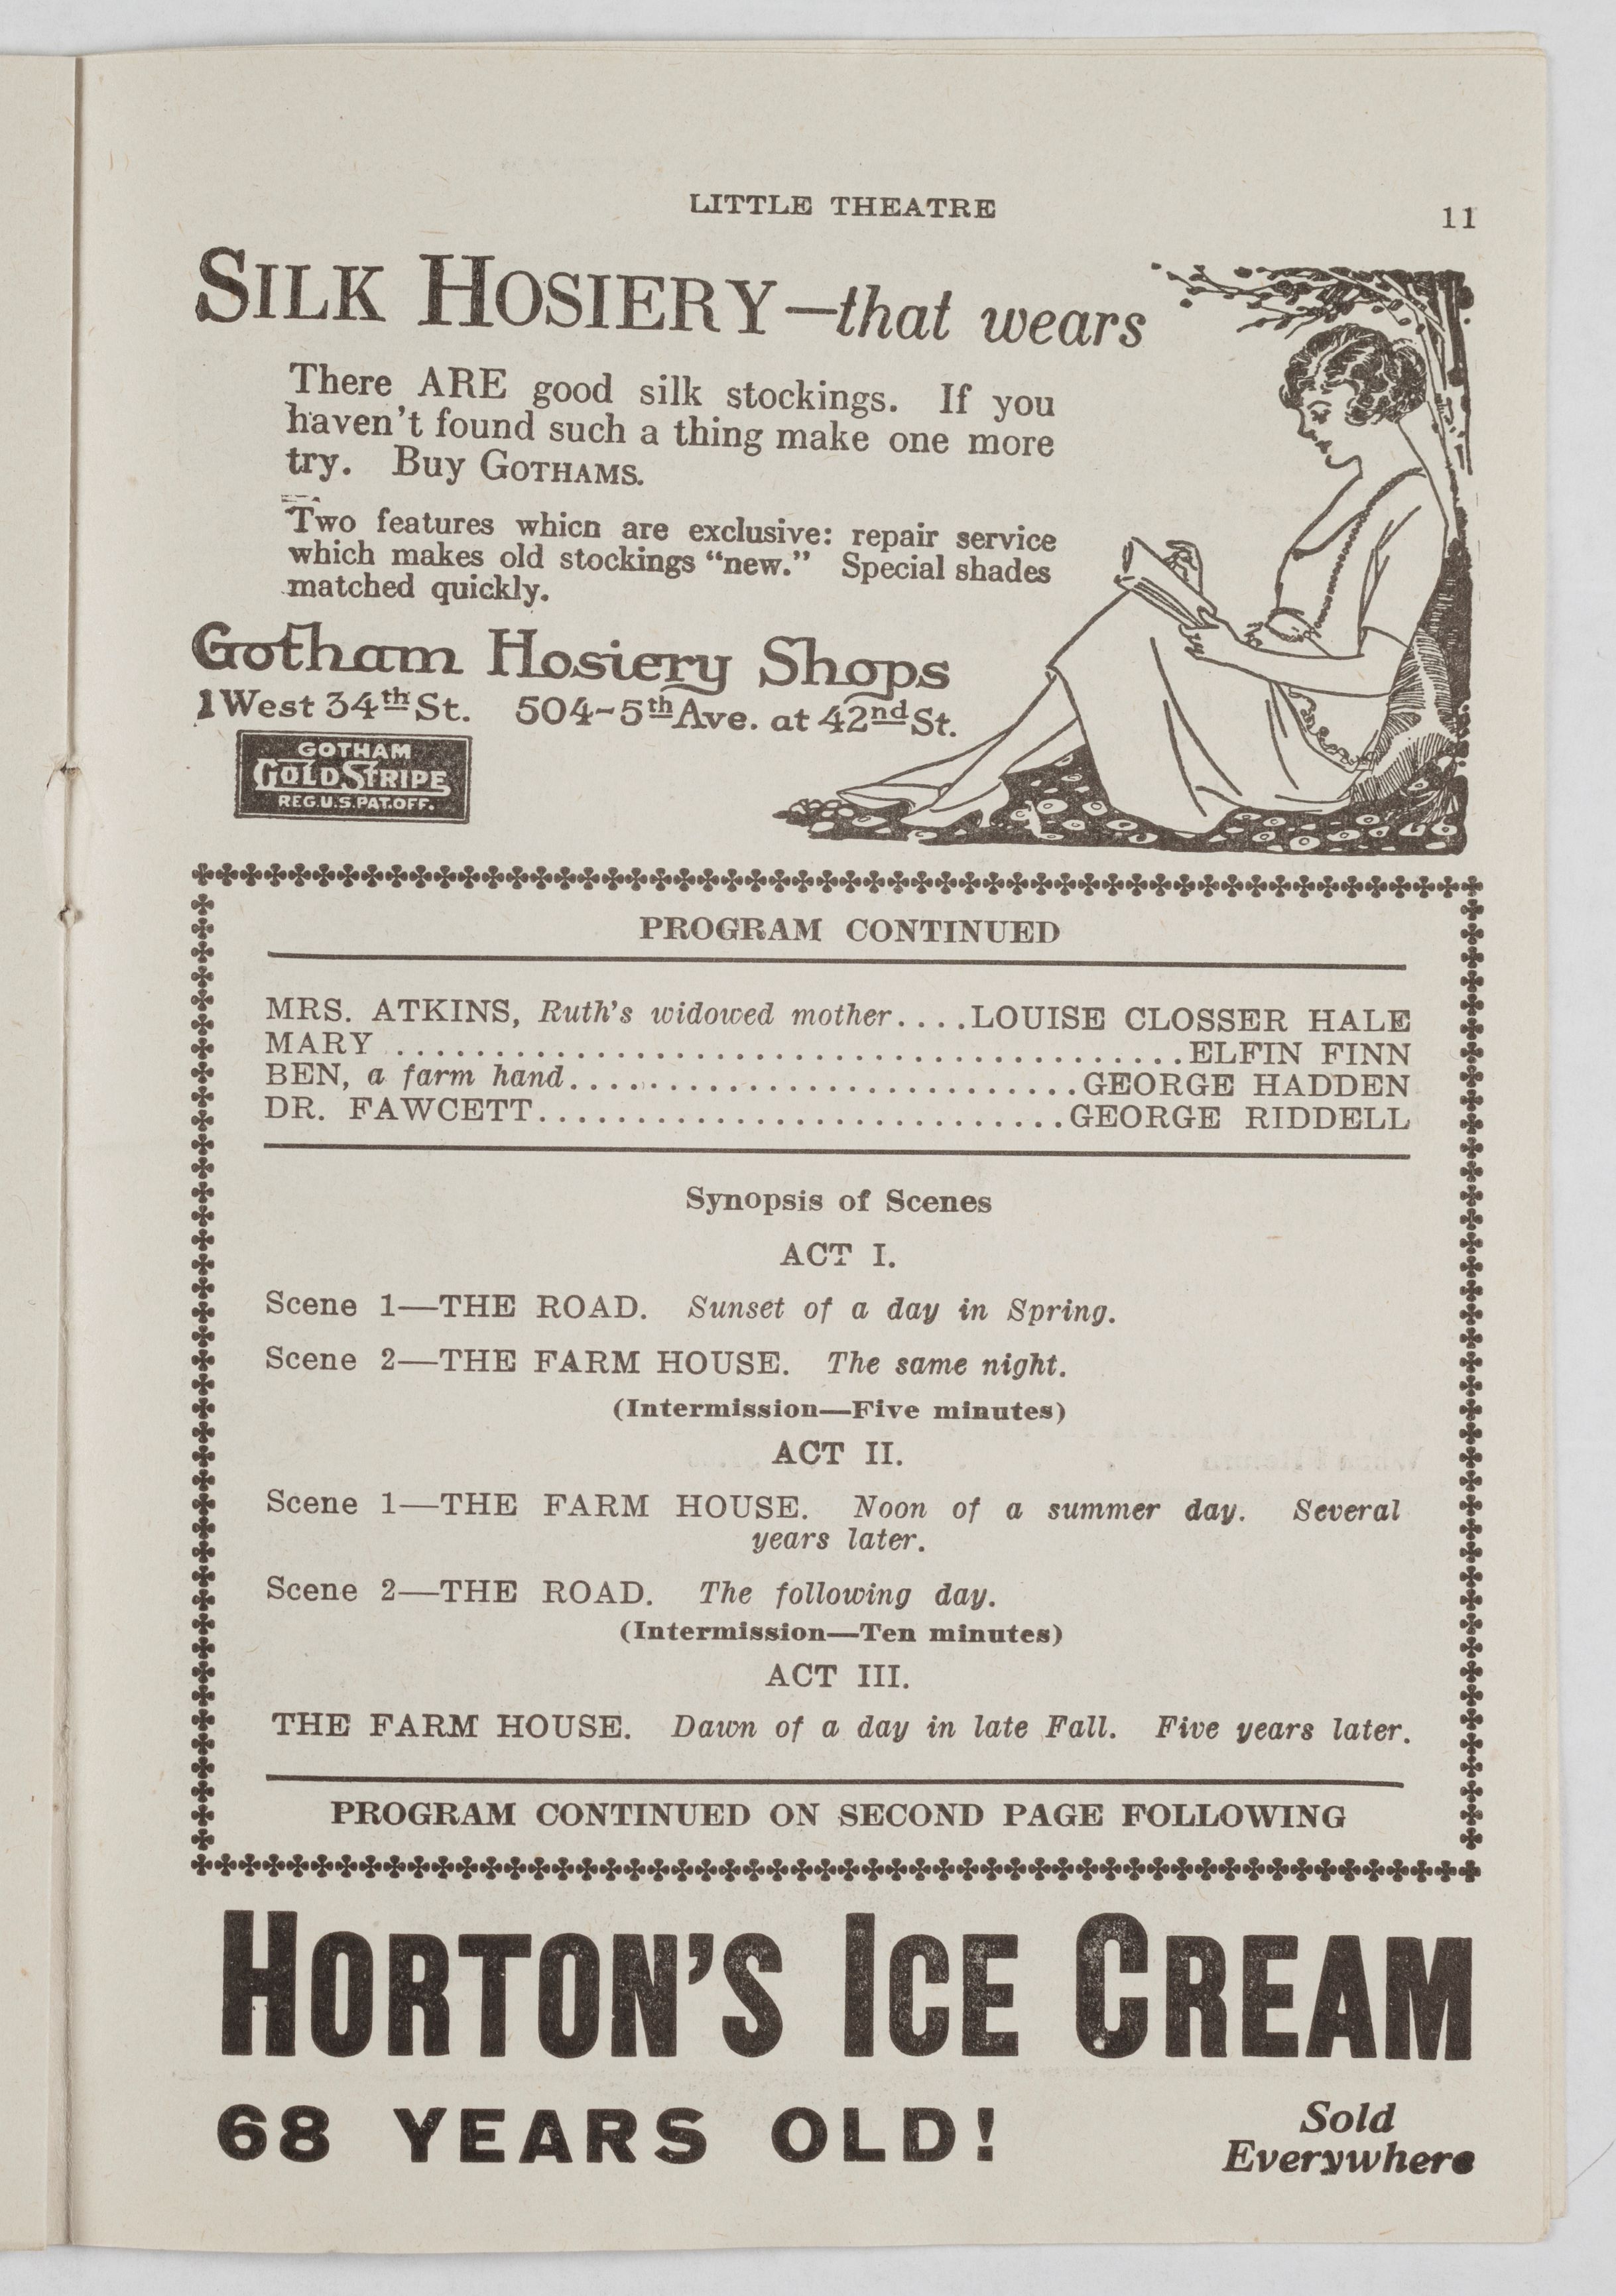 LITTLE THEATRE
11
SILK HOSIERY—that wears
There ARE good silk stockings. If you
haven't found such a thing make one more
try. Buy GOTHAMS.
Two features which are exclusive: repair service
which makes old stockings "new." Special shades
matched quickly.
Gotham Hosiery Shops
1 West 34th St. 504-5th Ave. at 42nd St.
GOTHAM
GOLD STRIPE
REG.U.S.PAT.OFF.
PROGRAM CONTINUED
MRS. ATKINS, Ruth's widowed mother....LOUISE CLOSSER HALE
MARY ............................................ELFIN FINN
BEN, a farm hand............................GEORGE HADDEN
DR. FAWCETT.............................GEORGE RIDDELL
Synopsis of Scenes
ACT I.
Scene 1—THE ROAD. Sunset of a day in Spring.
Scene 2—THE FARM HOUSE. The same night.
(Intermission—Five minutes)
ACT II.
Scene 1—THE FARM HOUSE. Noon of a summer day. Several
years later.
Scene 2—THE ROAD. The following day.
(Intermission—Ten minutes)
ACT III.
THE FARM HOUSE. Dawn of a day in late Fall. Five years later.
PROGRAM CONTINUED ON SECOND PAGE FOLLOWING
HORTON'S ICE CREAM
68 YEARS OLD!
Sold
Everywhere